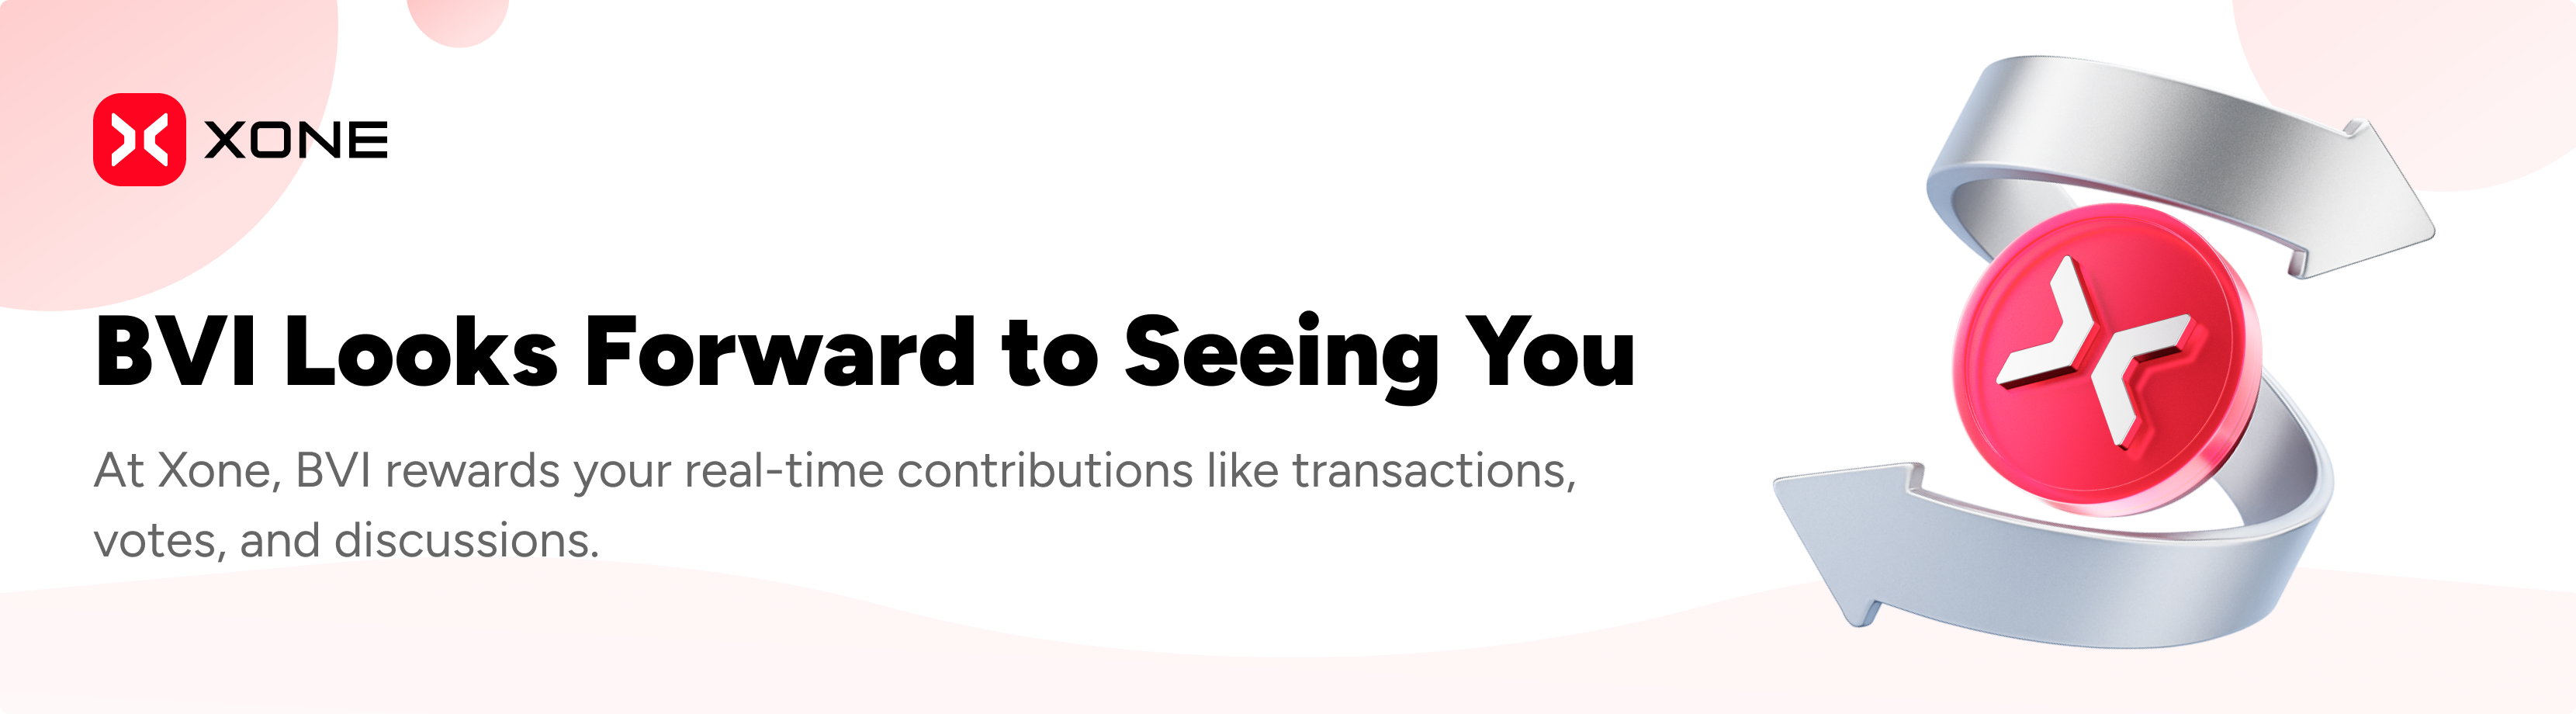 XONE
BVI Looks Forward to Seeing You
At Xone, BVI rewards your real-time contributions like transactions,
votes, and discussions.